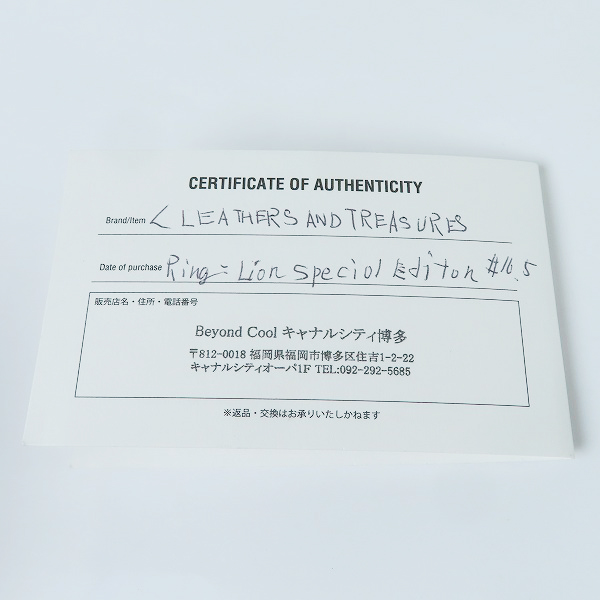 CERTIFICATE OF AUTHENTICITY
Brand/Item L LEATHERS AND TREASURES
Date of purchase Ring = Lion Speciol Editon #16.5
販売店名・住所・電話番号
Beyond Cool キャナルシティ博多
〒812-0018 福岡県福岡市博多区住吉1-2-22
キャナルシティオーパ1F TEL:092-292-5685
※返品・交換はお承りいたしかねます